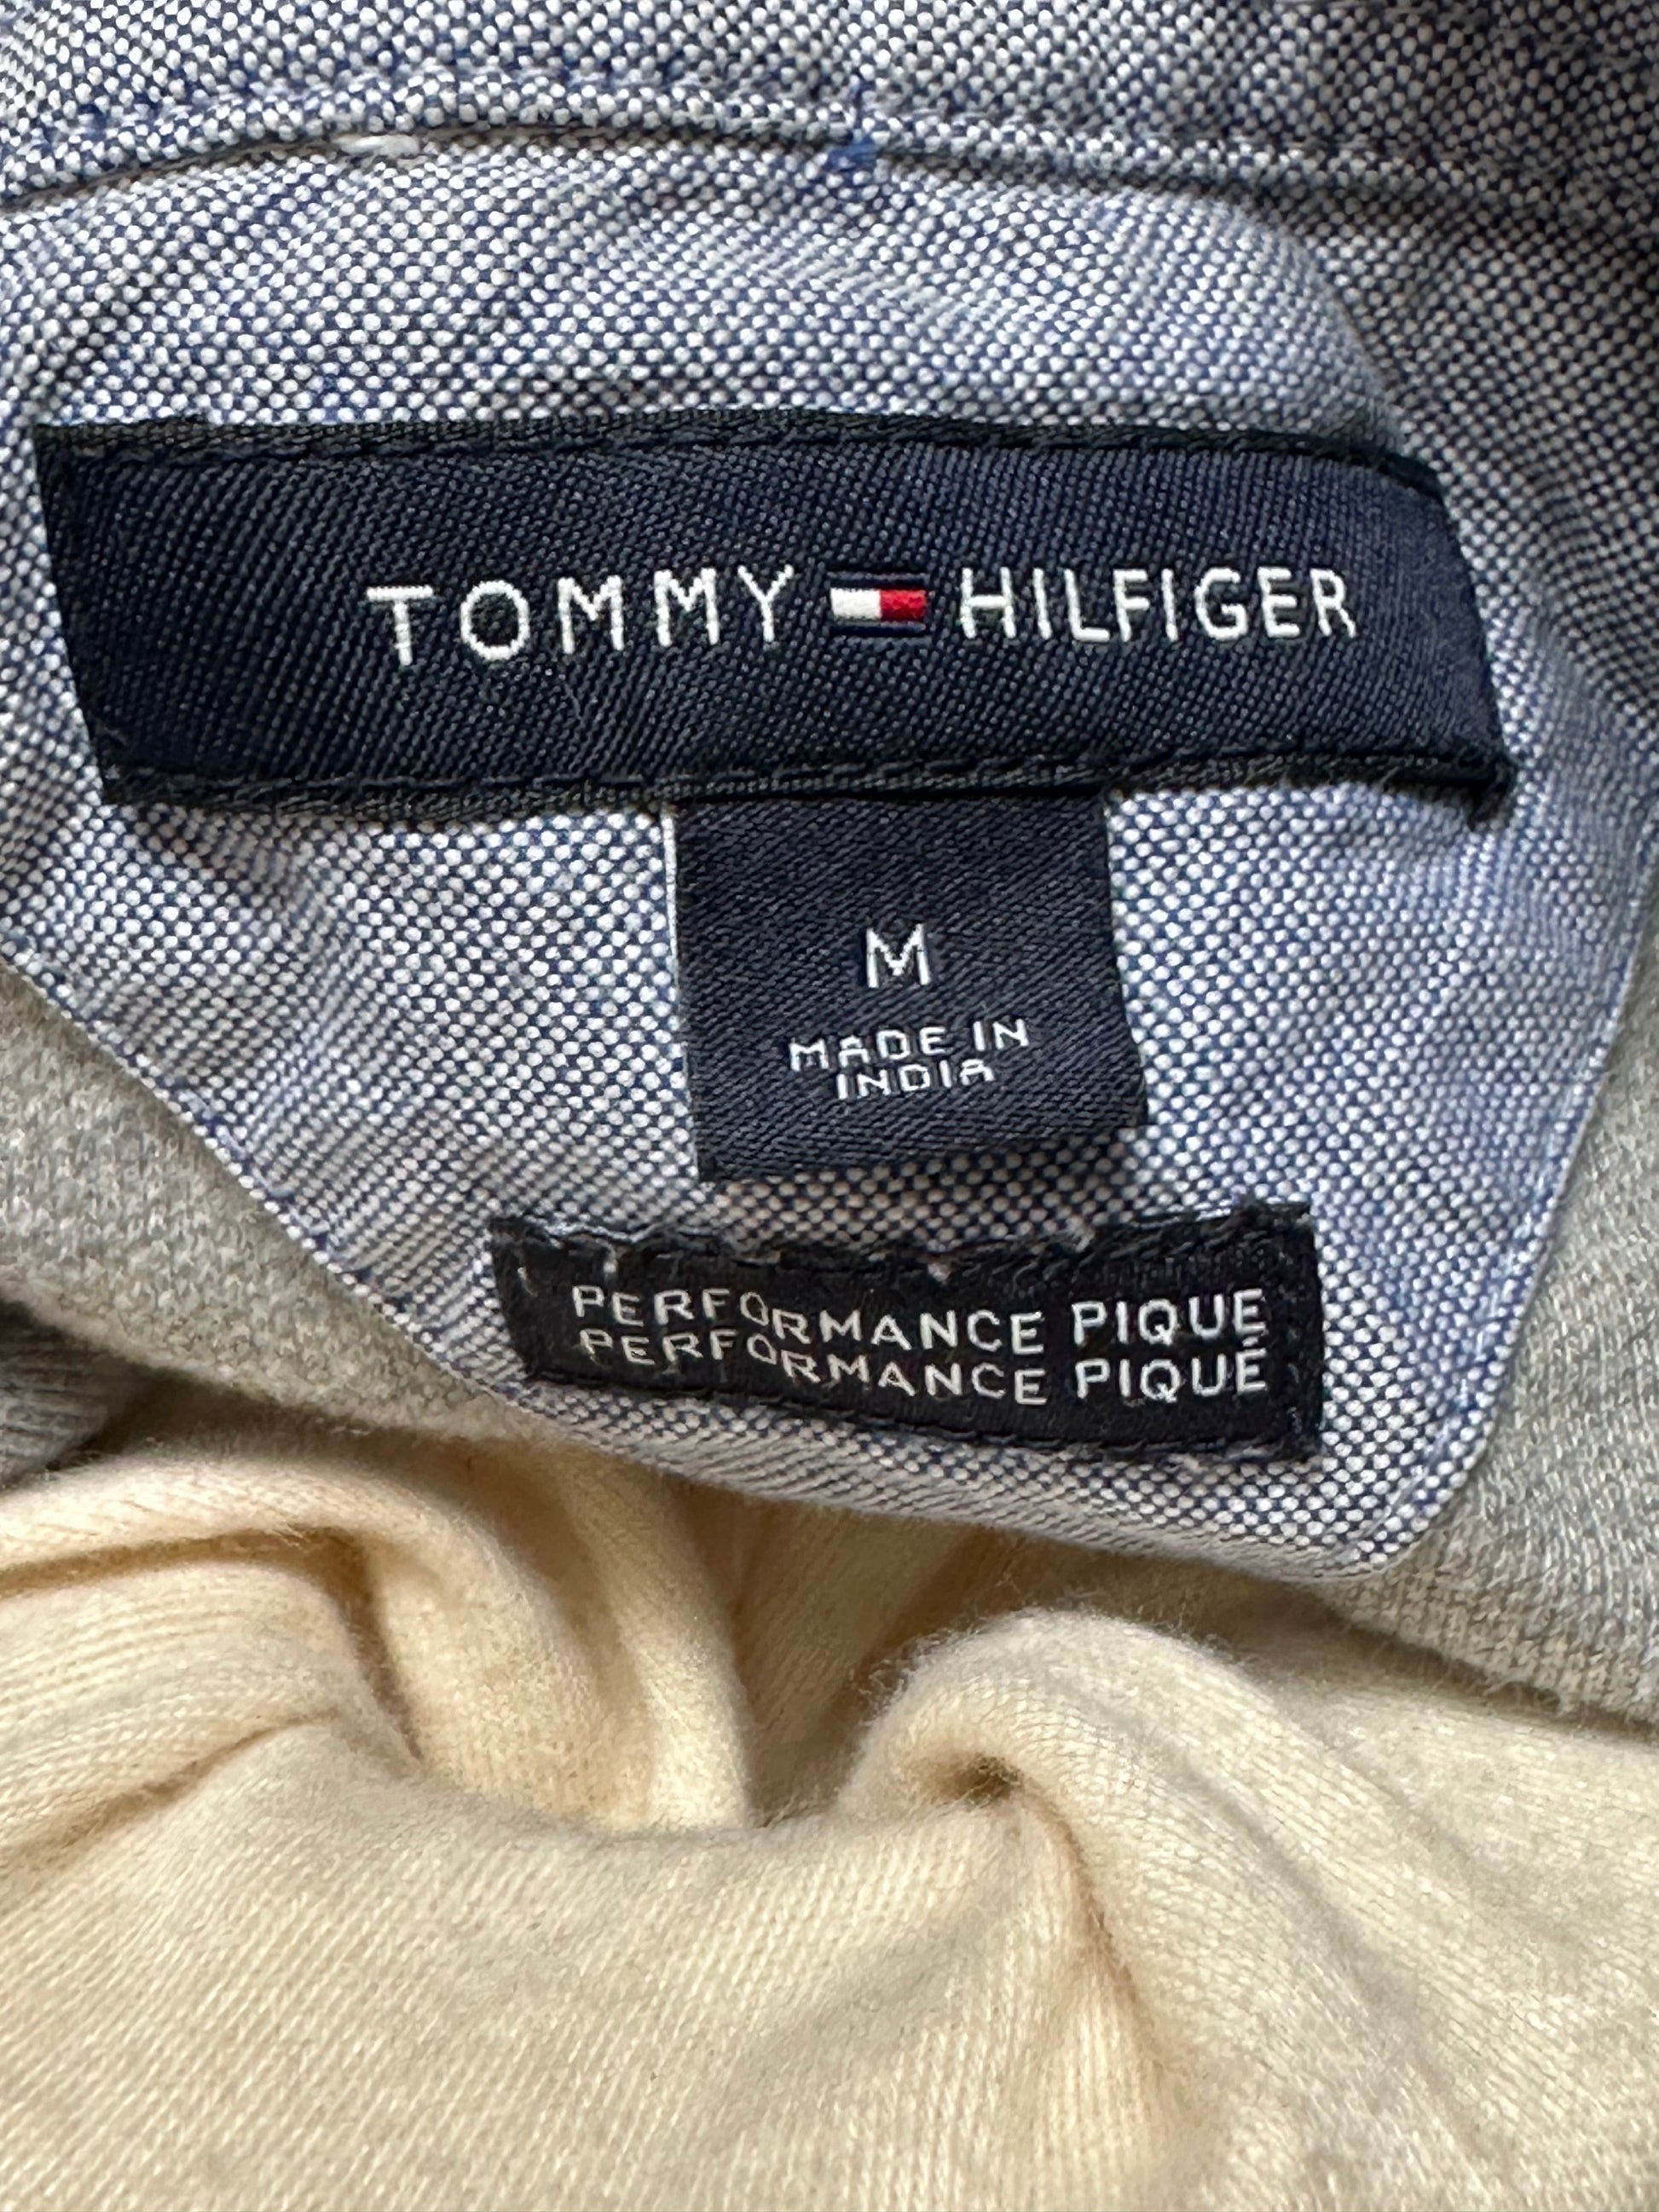 TOMMY HILFIGER
M
MADE IN
INDIA
PERFORMANCE PIQUE
PERFORMANCE PIQUÉ